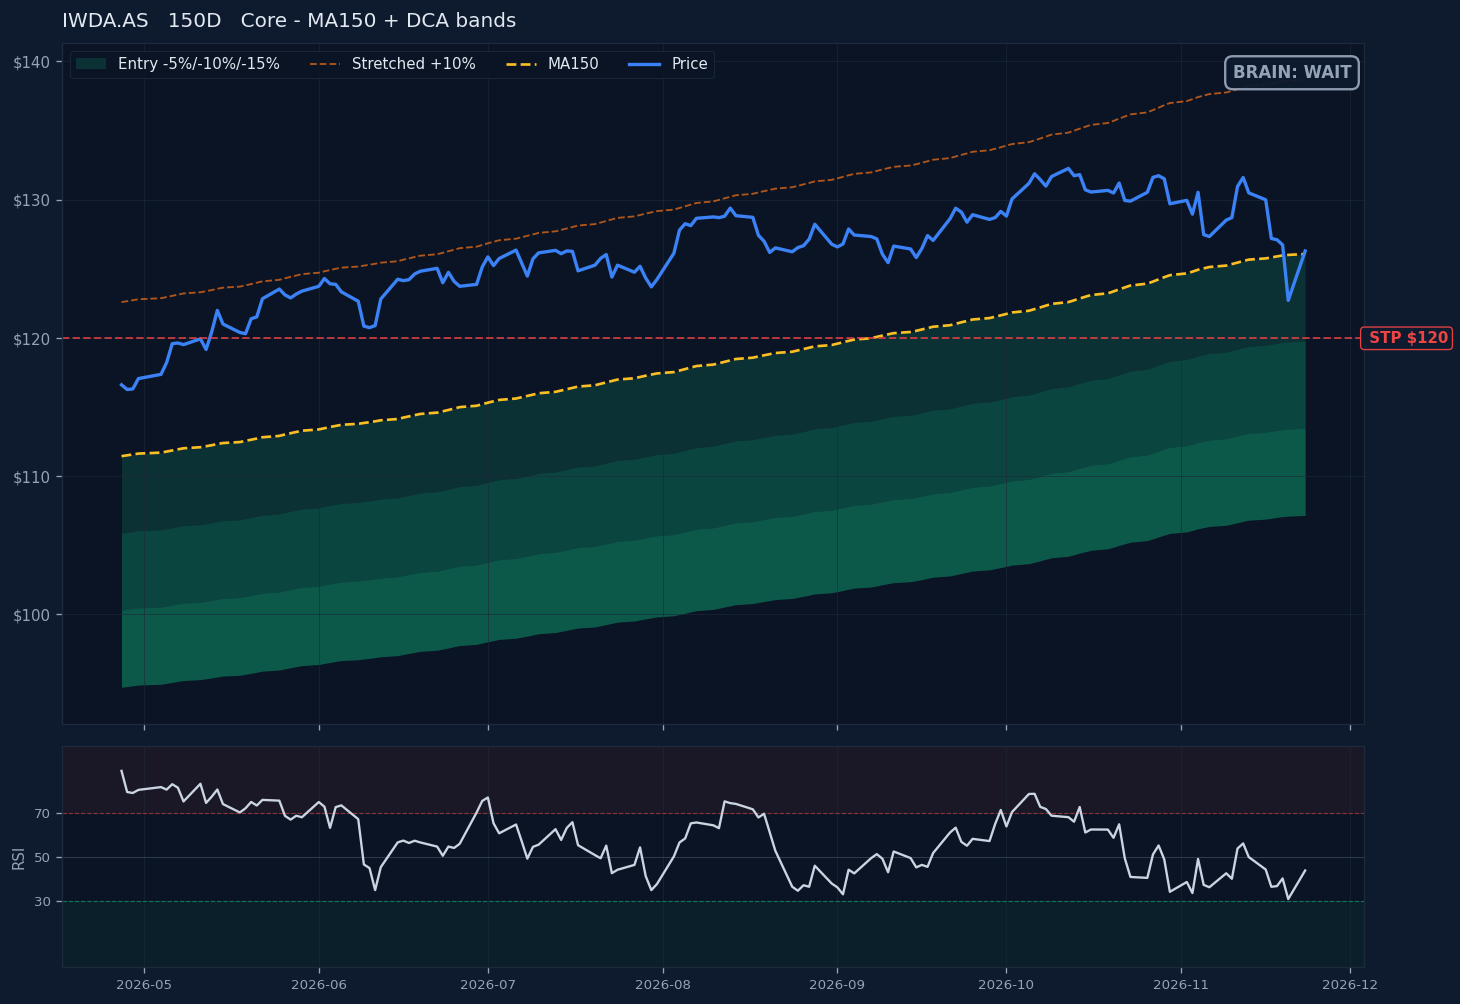 IWDA.AS 150D Core - MA150 + DCA bands
Entry -5%/-10%/-15% Stretched +10% MA150 Price
BRAIN: WAIT
$140
$130
$120
$110
$100
STP $120
RSI
70
50
30
2026-05 2026-06 2026-07 2026-08 2026-09 2026-10 2026-11 2026-12